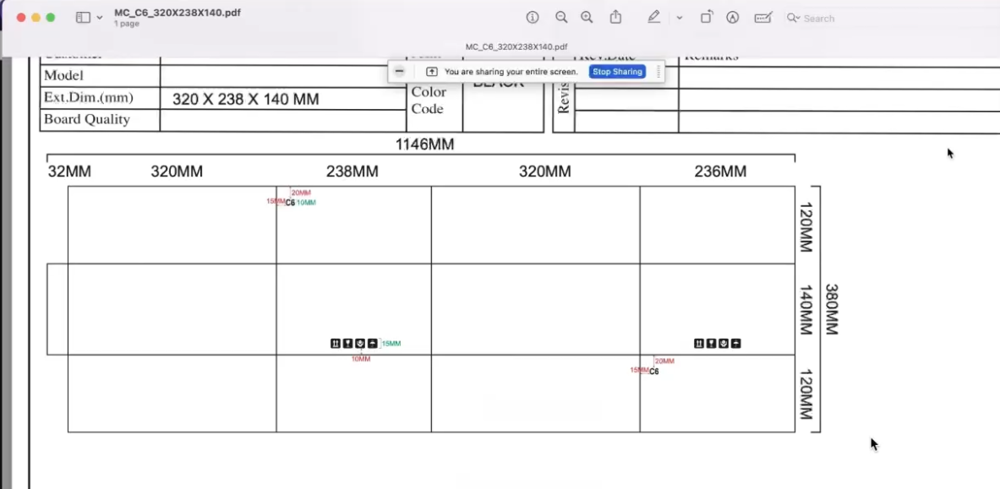 MC_C6_320X238X140.pdf
1 page
Search
MC_C6_320X238X140.pdf
You are sharing your entire screen.
Stop Sharing
Rev.Date
Remarks
Model
Ext.Dim.(mm)
320 X 238 X 140 MM
Color
Code
BLACK
Board Quality
1146MM
32MM
320MM
238MM
320MM
236MM
20MM
15MM
C6
10MM
120MM
140MM
380MM
15MM
10MM
20MM
15MM
C6
120MM